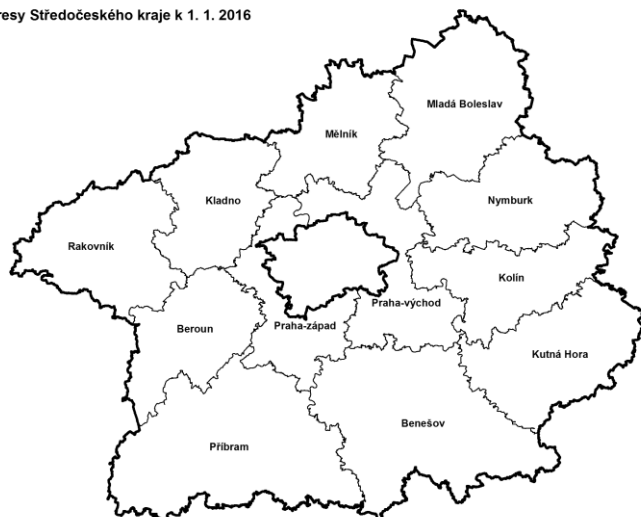 resy Středočeského kraje k 1. 1. 2016
Mladá Boleslav
Mělník
Kladno
Nymburk
Rakovník
Kolín
Praha-východ
Beroun
Praha-západ
Kutná Hora
Benešov
Příbram